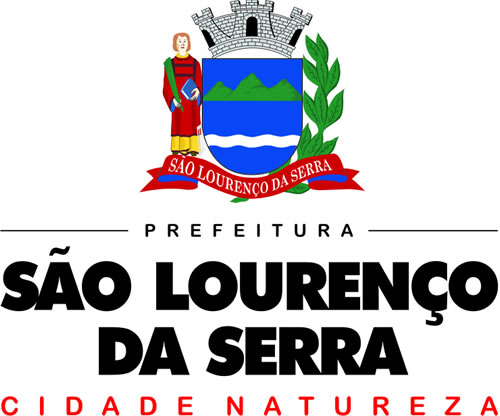 SÃO LOURENÇO DA SERRA
PREFEITURA
SÃO LOURENÇO
DA SERRA
CIDADE NATUREZA